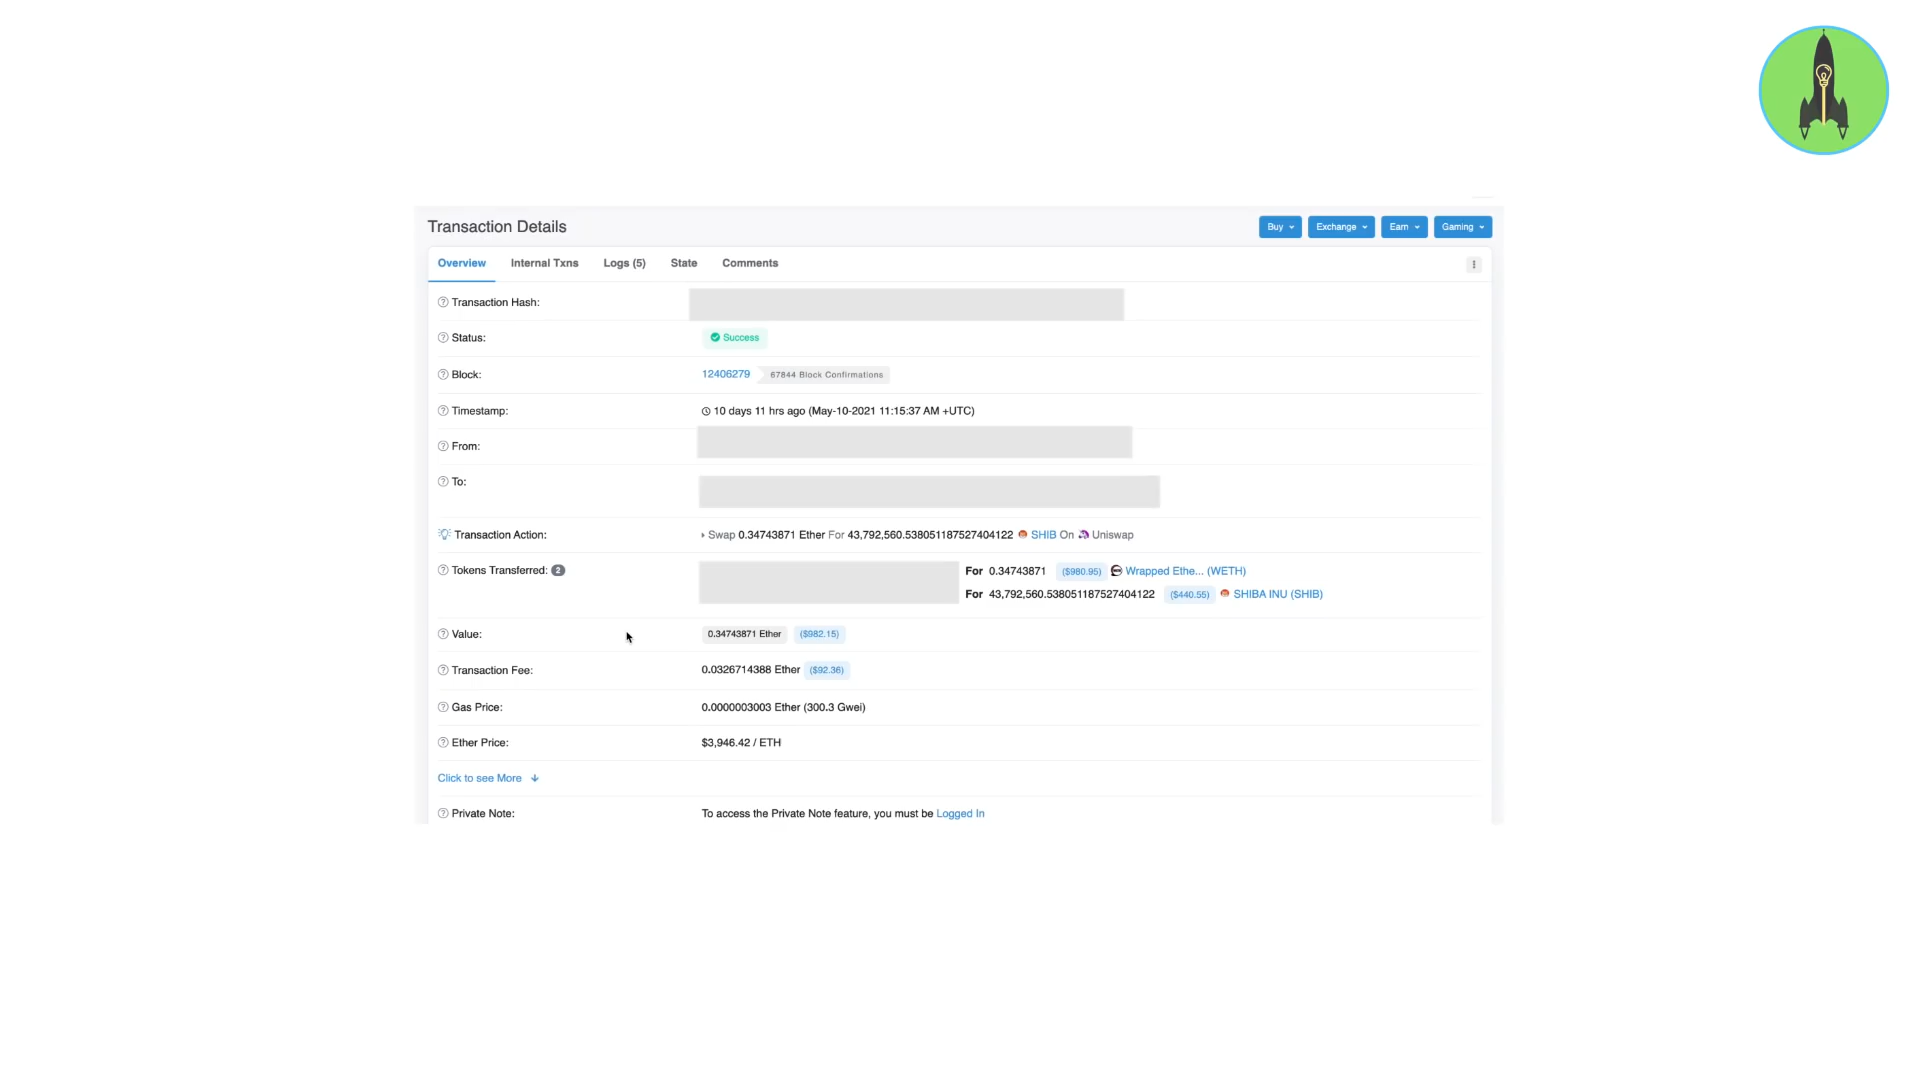 Transaction Details
Buy Exchange Earn Gaming
Overview Internal Txns Logs (5) State Comments
Transaction Hash:
Status: Success
Block: 12406279 67844 Block Confirmations
Timestamp: 10 days 11 hrs ago (May-10-2021 11:15:37 AM +UTC)
From:
To:
Transaction Action: Swap 0.34743871 Ether For 43,792,560.538051187527404122 SHIB On Uniswap
Tokens Transferred: 2 For 0.34743871 ($980.95) Wrapped Ethe... (WETH)
For 43,792,560.538051187527404122 ($440.55) SHIBA INU (SHIB)
Value: 0.34743871 Ether ($982.15)
Transaction Fee: 0.0326714388 Ether ($92.36)
Gas Price: 0.0000003003 Ether (300.3 Gwei)
Ether Price: $3,946.42 / ETH
Click to see More
Private Note: To access the Private Note feature, you must be Logged In